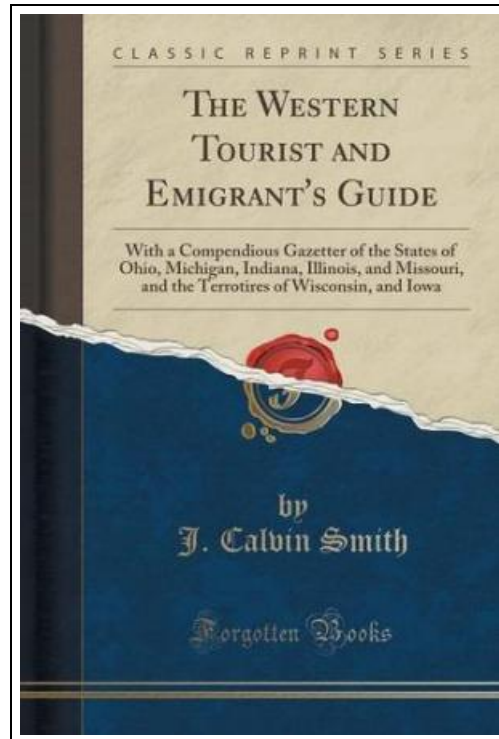 CLASSIC REPRINT SERIES
THE WESTERN
TOURIST AND
EMIGRANT'S GUIDE
With a Compendious Gazetter of the States of
Ohio, Michigan, Indiana, Illinois, and Missouri,
and the Terrotires of Wisconsin, and Iowa
by
J. Calvin Smith
Forgotten Books